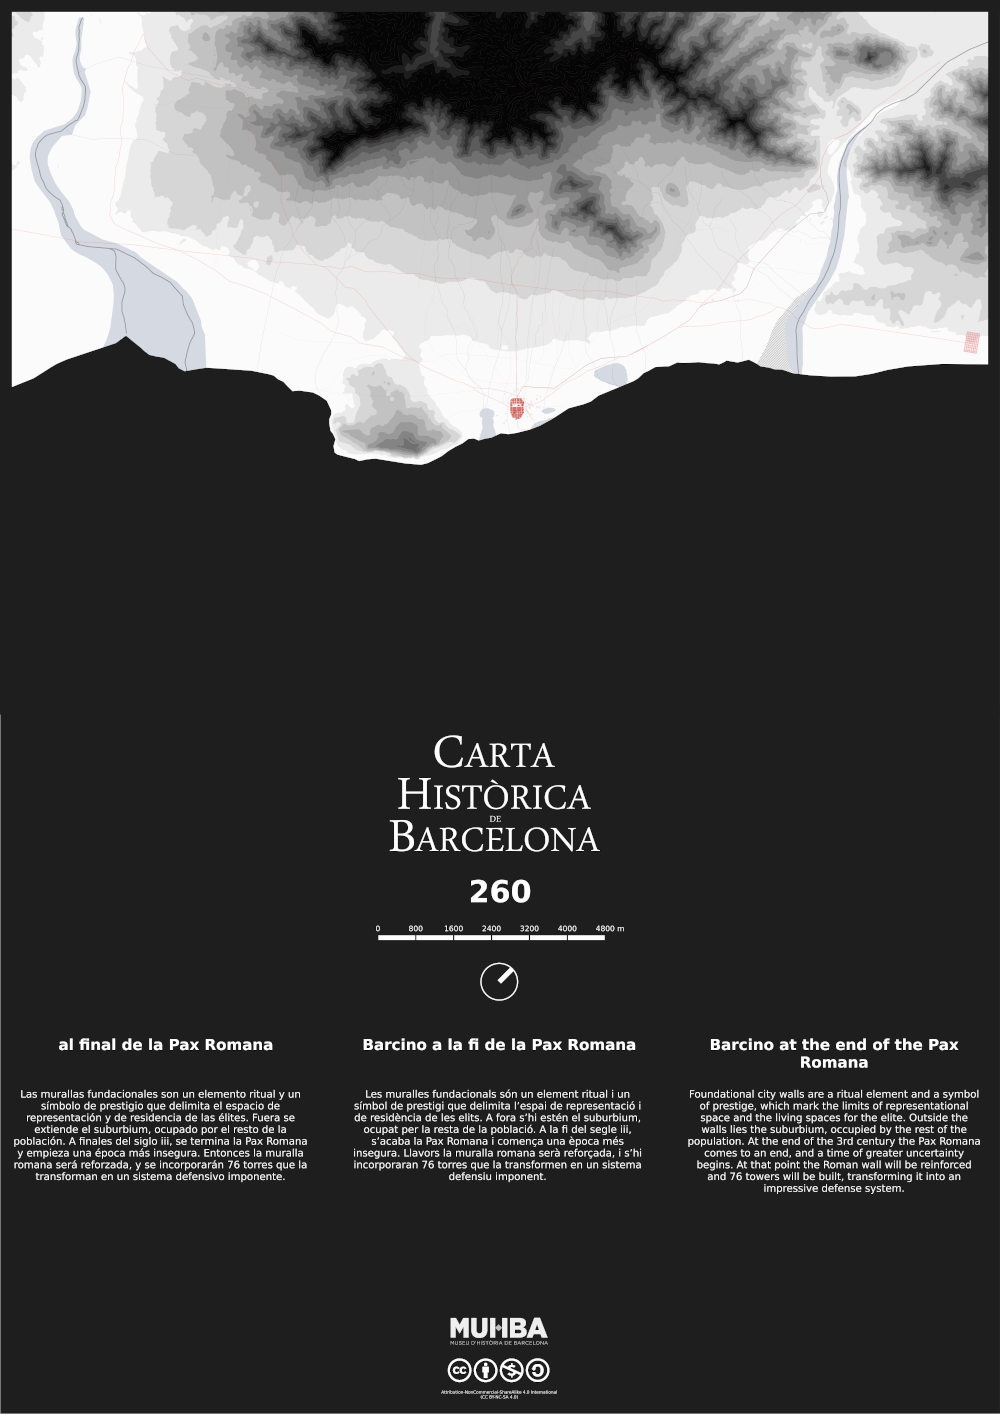 CARTA
HISTÒRICA
DE
BARCELONA
260
0 800 1600 2400 3200 4000 4800 m
al final de la Pax Romana
Las murallas fundacionales son un elemento ritual y un
símbolo de prestigio que delimita el espacio de
representación y de residencia de las élites. Fuera se
extiende el suburbium, ocupado por el resto de la
población. A finales del siglo iii, se termina la Pax Romana
y empieza una época más insegura. Entonces la muralla
romana será reforzada, y se incorporarán 76 torres que la
transforman en un sistema defensivo imponente.
Barcino a la fi de la Pax Romana
Les muralles fundacionals són un element ritual i un
símbol de prestigi que delimita l’espai de representació i
de residència de les elits. A fora s’hi estén el suburbium,
ocupat per la resta de la població. A la fi del segle iii,
s’acaba la Pax Romana i comença una època més
insegura. Llavors la muralla romana serà reforçada, i s’hi
incorporaran 76 torres que la transformen en un sistema
defensiu imponent.
Barcino at the end of the Pax
Romana
Foundational city walls are a ritual element and a symbol
of prestige, which mark the limits of representational
space and the living spaces for the elite. Outside the
walls lies the suburbium, occupied by the rest of the
population. At the end of the 3rd century the Pax Romana
comes to an end, and a time of greater uncertainty
begins. At that point the Roman wall will be reinforced
and 76 towers will be built, transforming it into an
impressive defense system.
MUHBA
MUSEU D'HISTÒRIA DE BARCELONA
cc
Attribution-NonCommercial-ShareAlike 4.0 International
(CC BY-NC-SA 4.0)